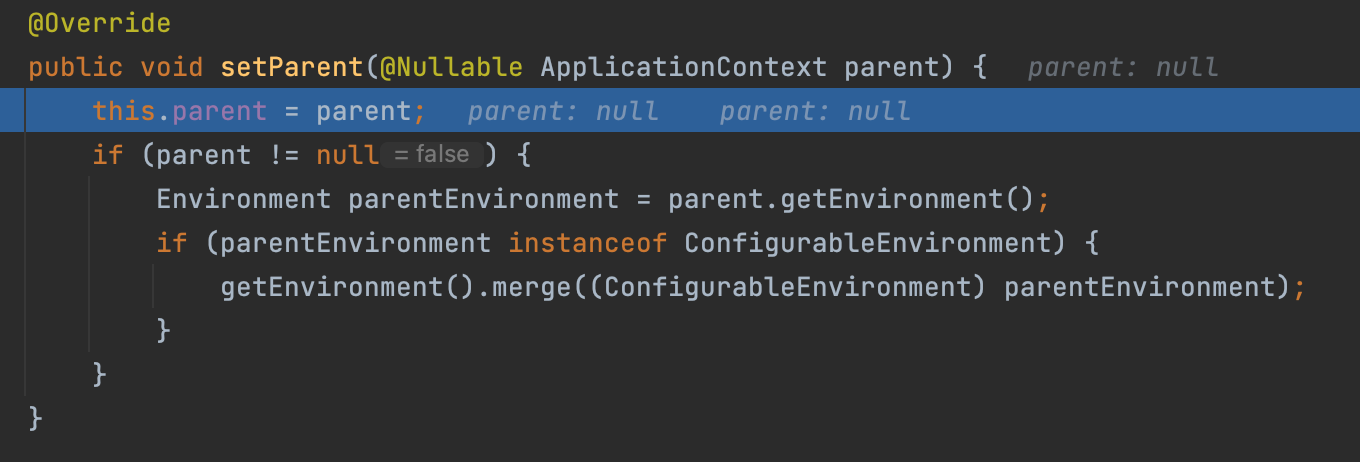 @Override
public void setParent(@Nullable ApplicationContext parent) {   parent: null
    this.parent = parent;   parent: null    parent: null
    if (parent != null = false ) {
        Environment parentEnvironment = parent.getEnvironment();
        if (parentEnvironment instanceof ConfigurableEnvironment) {
            getEnvironment().merge((ConfigurableEnvironment) parentEnvironment);
        }
    }
}